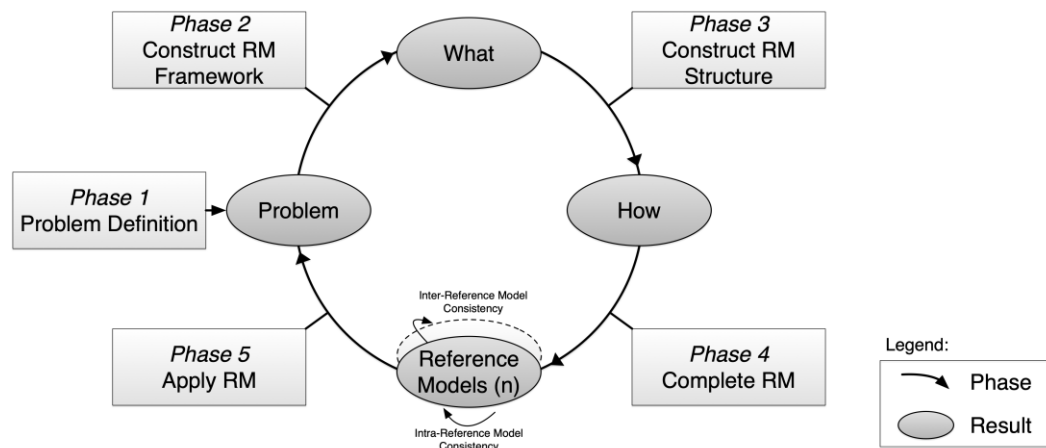 Phase 2
Construct RM
Framework
What
Phase 3
Construct RM
Structure
Phase 1
Problem Definition
Problem
How
Inter-Reference Model
Consistency
Phase 5
Apply RM
Reference
Models (n)
Phase 4
Complete RM
Intra-Reference Model
Consistency
Legend:
Phase
Result